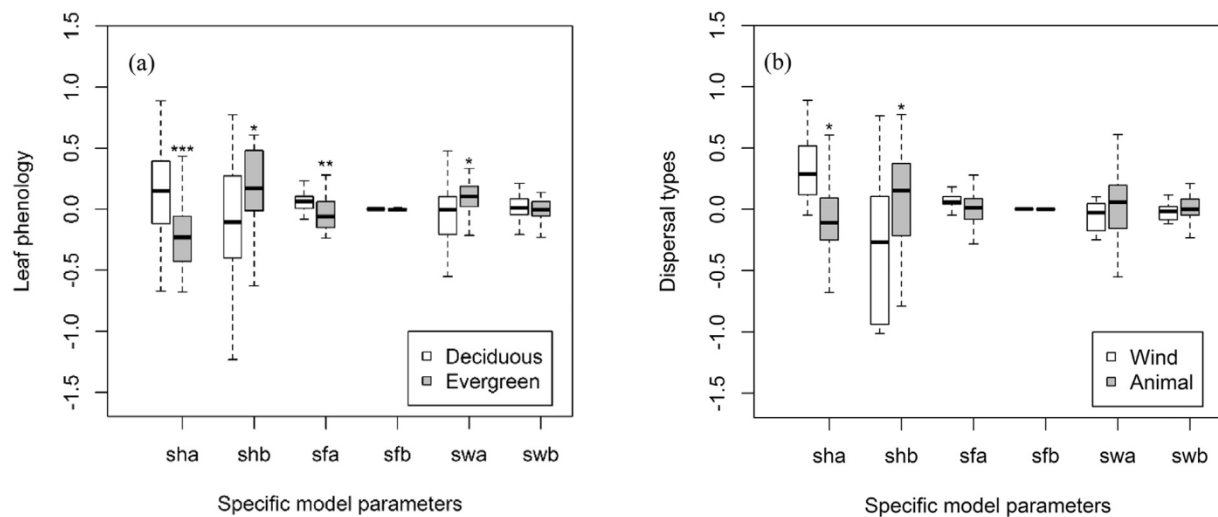 (a)
Leaf phenology
1.5
1.0
0.5
0.0
-0.5
-1.0
-1.5
***
*
**
*
Deciduous
Evergreen
sha shb sfa sfb swa swb
Specific model parameters
(b)
Dispersal types
1.5
1.0
0.5
0.0
-0.5
-1.0
-1.5
*
*
Wind
Animal
sha shb sfa sfb swa swb
Specific model parameters